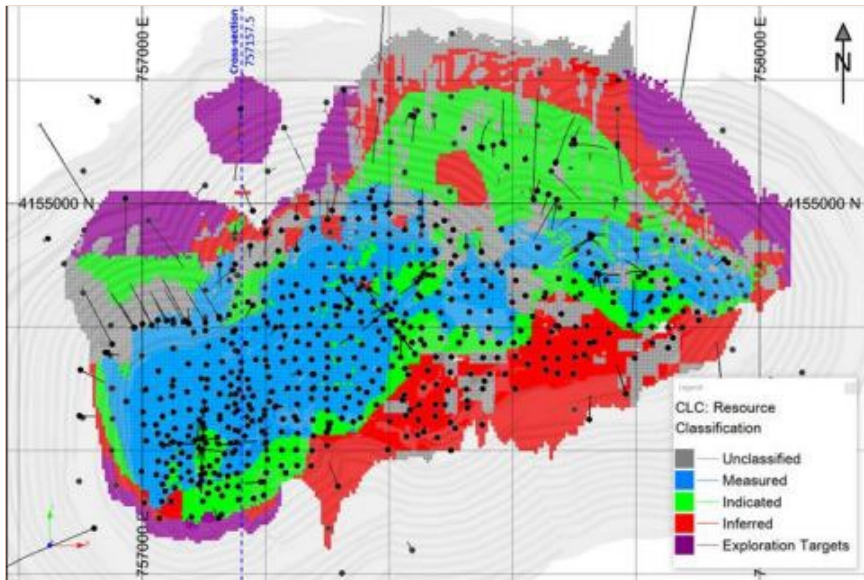 757000 E
Cross-section
757157.5
758000 E
N
4155000 N
4155000 N
Legend
CLC: Resource
Classification
Unclassified
Measured
Indicated
Inferred
Exploration Targets
757000 E